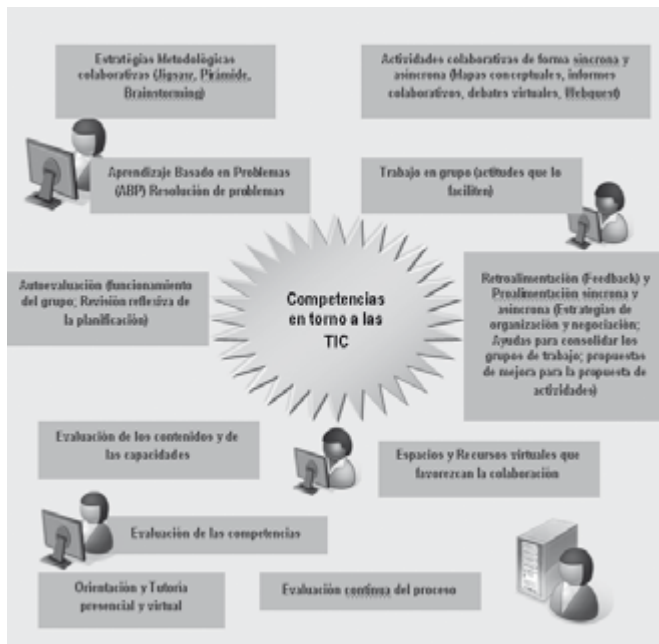 Estratégias Metodológicas
colaborativas (Jigsaw, Pirámide,
Brainstorming)
Actividades colaborativas de forma síncrona y
asíncrona (Mapas conceptuales, informes
colaborativos, debates virtuales, Webquest)
Aprendizaje Basado en Problemas
(ABP) Resolución de problemas
Trabajo en grupo (actitudes que lo
faciliten)
Autoevaluación (funcionamiento
del grupo; Revisión reflexiva de
la planificación)
Competencias
en torno a las
TIC
Retroalimentación (Feedback) y
Proalimentación síncrona y
asíncrona (Estrategias de
organización y negociación;
Ayudas para consolidar los
grupos de trabajo; propuestas
de mejora para la propuesta de
actividades)
Evaluación de los contenidos y de
las capacidades
Espacios y Recursos virtuales que
favorezcan la colaboración
Evaluación de las competencias
Orientación y Tutoría
presencial y virtual
Evaluación continua del proceso